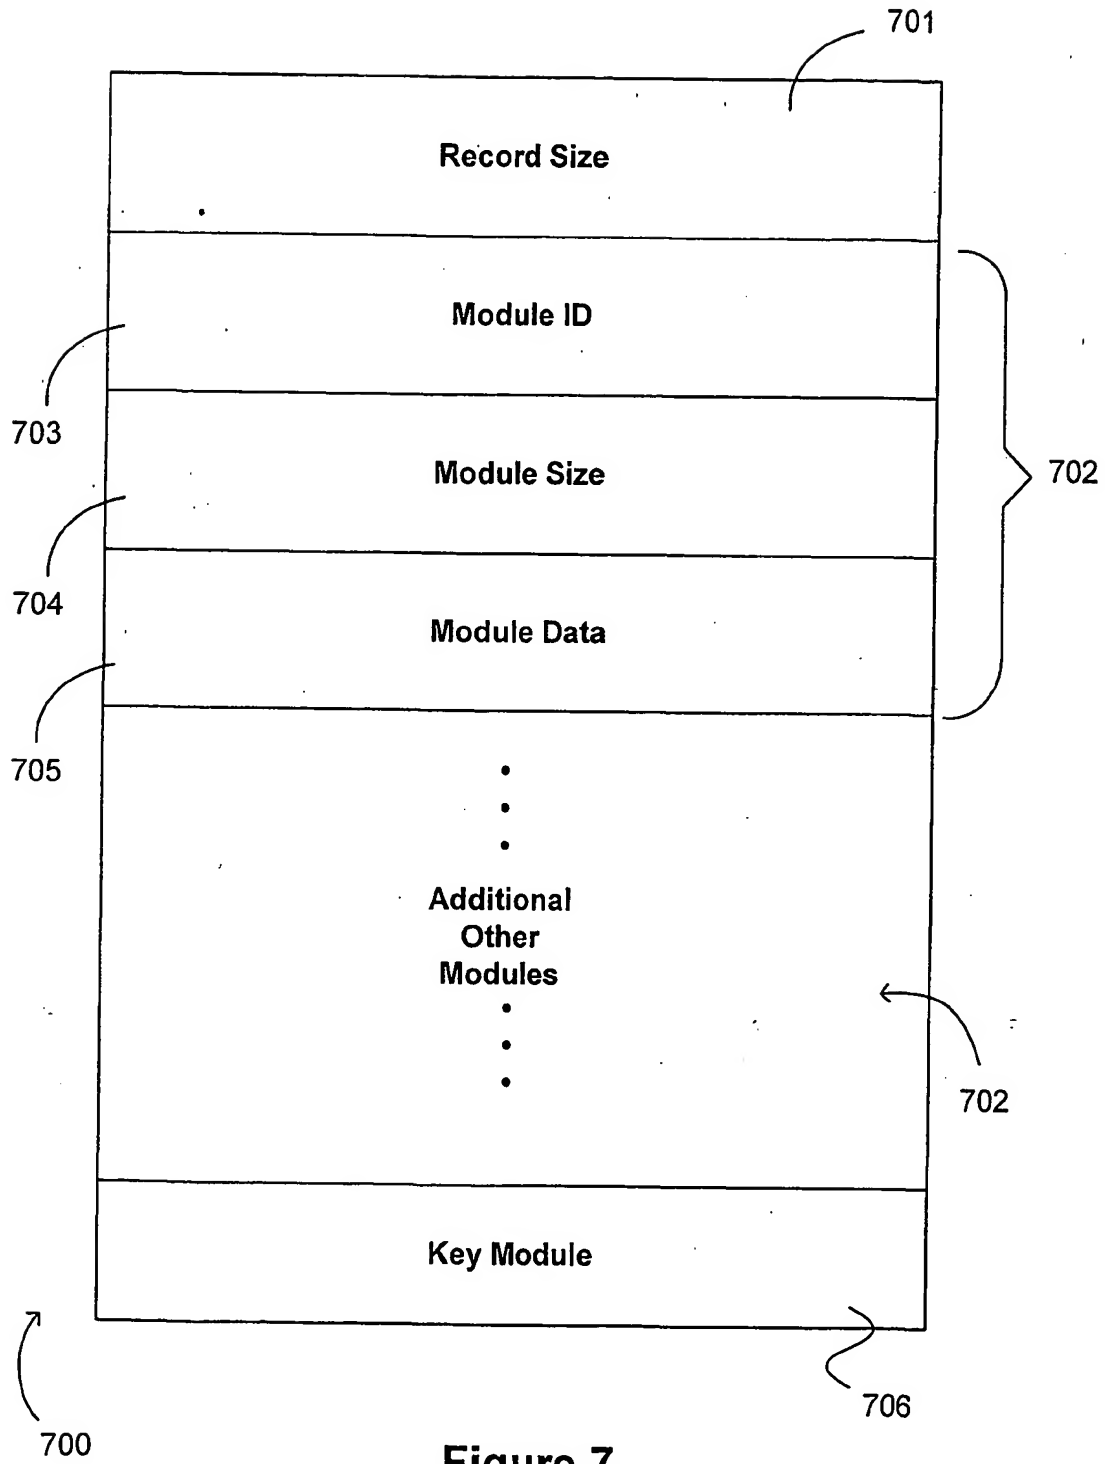 701
Record Size
Module ID
703
Module Size
702
704
Module Data
705
Additional
Other
Modules
702
Key Module
706
700
Figure 7